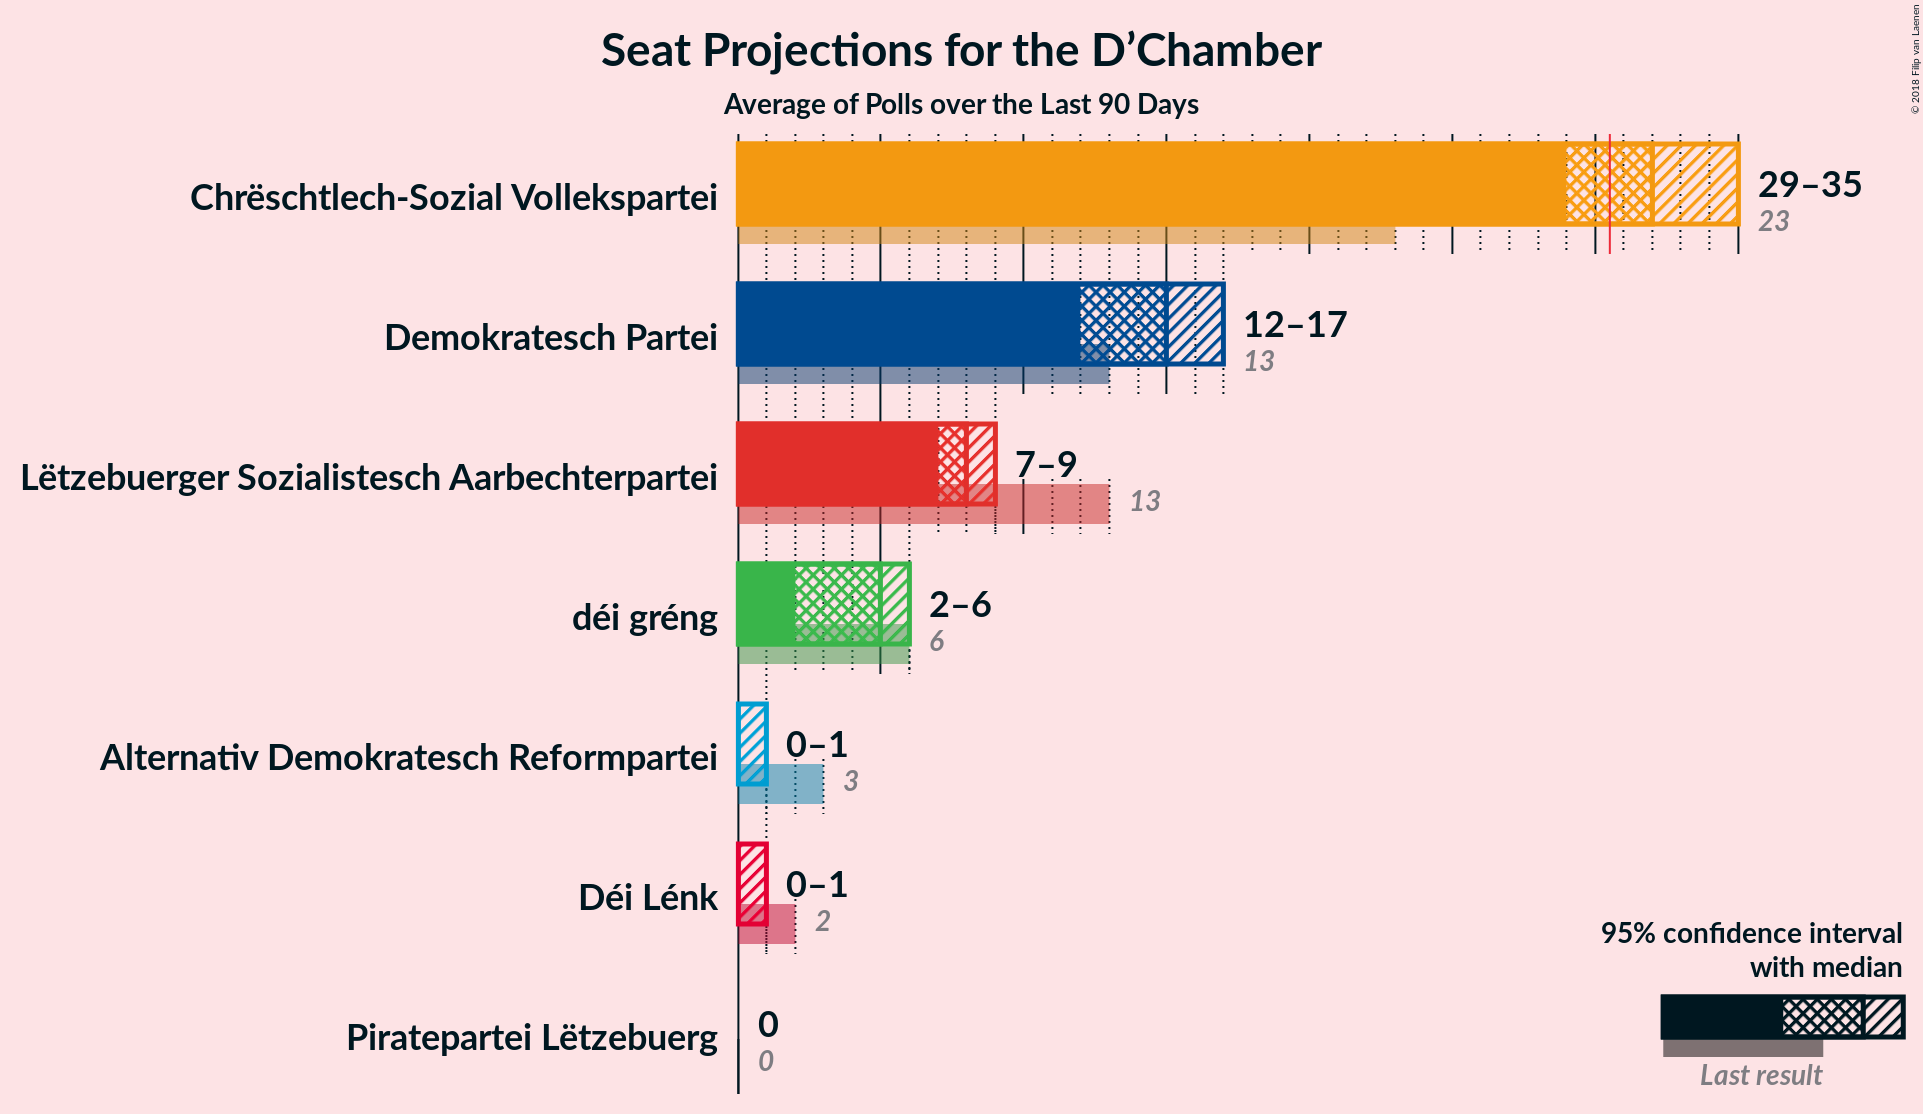 Seat Projections for the D’Chamber
Average of Polls over the Last 90 Days
© 2018 Filip van Laenen
Chrëschtlech-Sozial Vollekspartei
29–35
23
Demokratesch Partei
12–17
13
Lëtzebuerger Sozialistesch Aarbechterpartei
7–9
13
déi gréng
2–6
6
Alternativ Demokratesch Reformpartei
0–1
3
Déi Lénk
0–1
2
Piratepartei Lëtzebuerg
0
0
95% confidence interval
with median
Last result